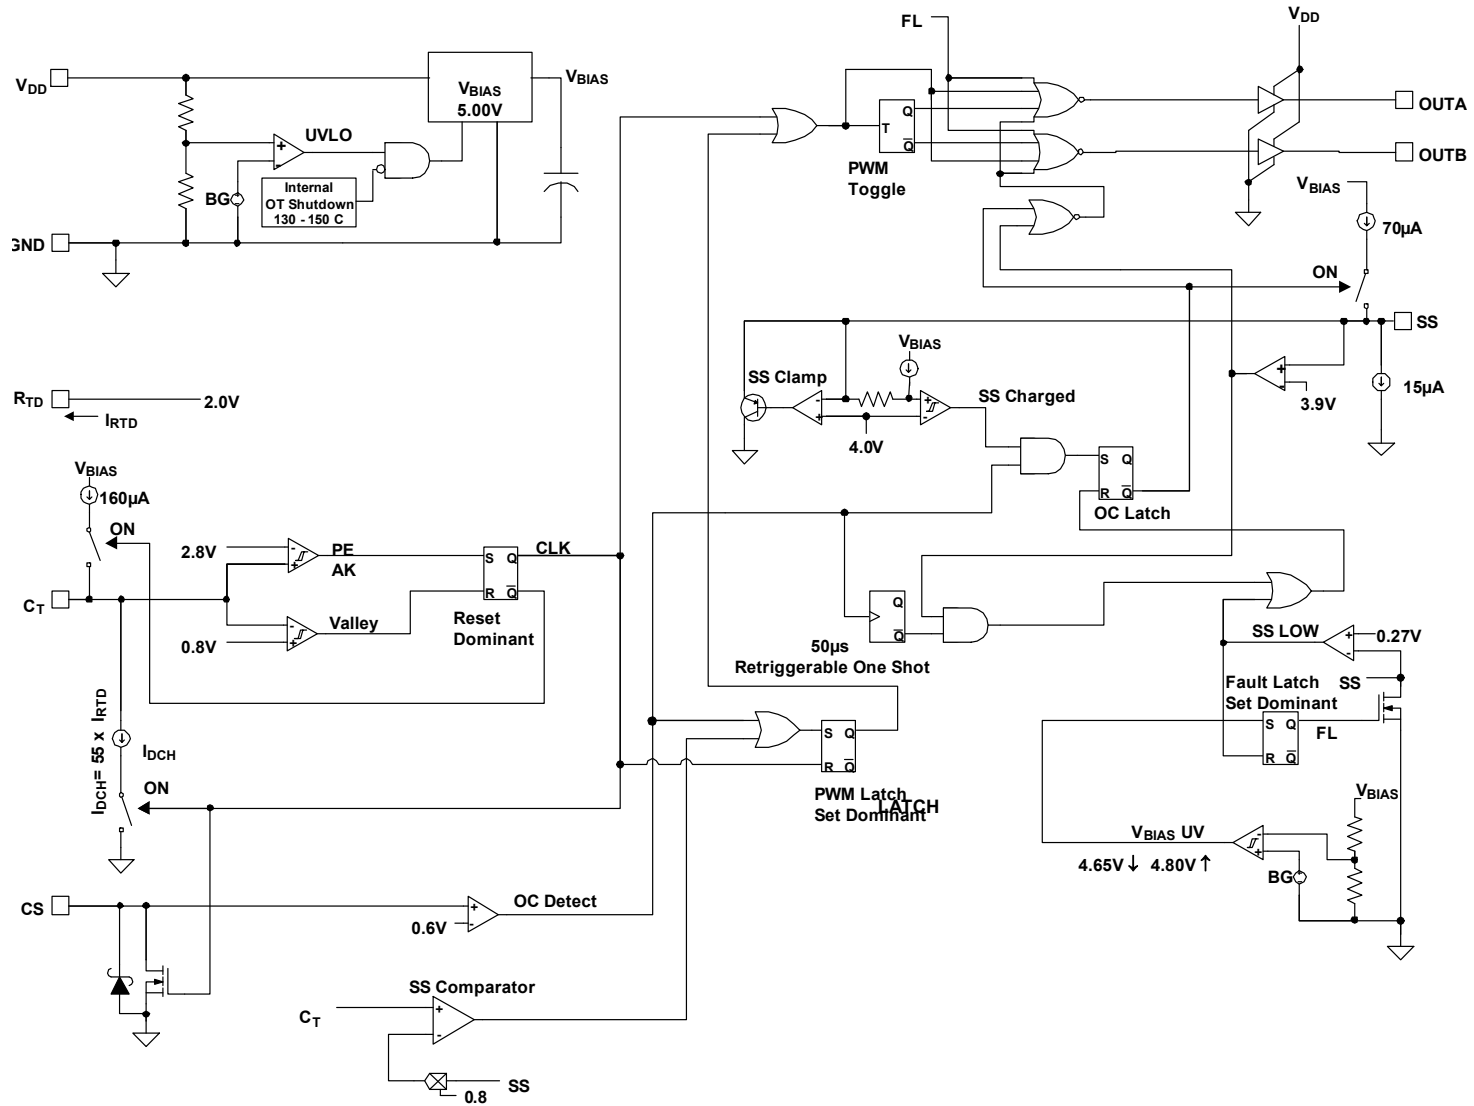 FL
VDD
VDD
VBIAS
5.00V
VBIAS
OUTA
UVLO
T
Q
Q
PWM
Toggle
OUTB
BG
Internal
OT Shutdown
130 - 150 C
VBIAS
70µA
GND
ON
SS
VBIAS
SS Clamp
RTD
2.0V
IRTD
SS Charged
3.9V
15µA
4.0V
VBIAS
160µA
S Q
R Q
OC Latch
ON
2.8V
PE
AK
S Q
R Q
CLK
CT
Reset
Dominant
Valley
0.8V
Q
Q
50µs
Retriggerable One Shot
SS LOW
0.27V
SS
Fault Latch
Set Dominant
S Q
R Q
FL
IDCH= 55 x IRTD
IDCH
ON
S Q
R Q
PWM Latch
LATCH
Set Dominant
VBIAS
VBIAS UV
4.65V↓ 4.80V↑
BG
CS
OC Detect
0.6V
SS Comparator
CT
SS
0.8